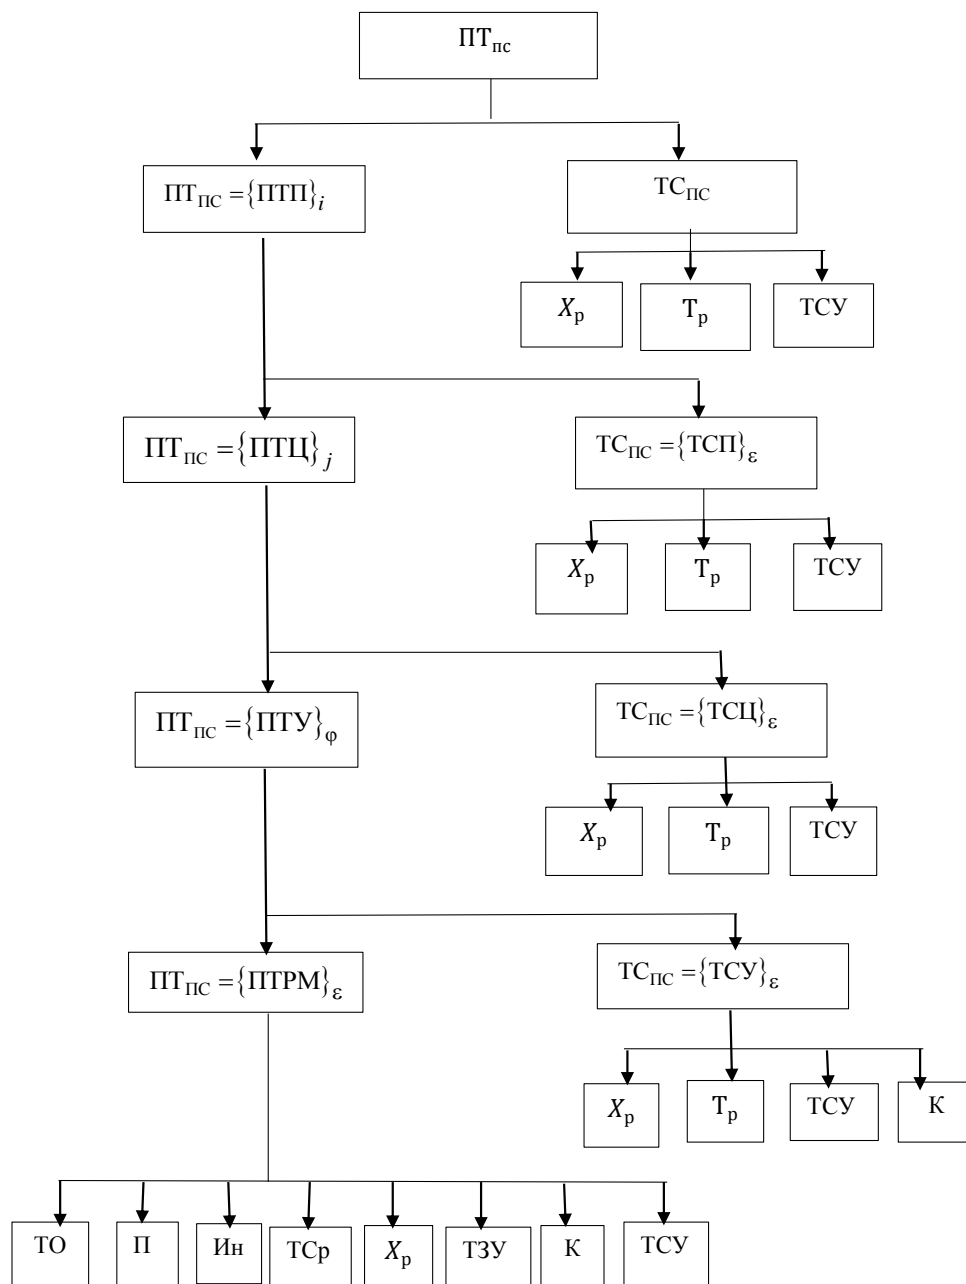 ПТпс
ПТПС = {ПТП}i
ТСПС
Xр
Тр
ТСУ
ПТПС = {ПТЦ}j
ТСПС = {ТСП}ε
Xр
Тр
ТСУ
ПТПС = {ПТУ}φ
ТСПС = {ТСЦ}ε
Xр
Тр
ТСУ
ПТПС = {ПТРМ}ε
ТСПС = {ТСУ}ε
Xр
Тр
ТСУ
К
ТО
П
Ин
ТСр
Xр
ТЗУ
К
ТСУ